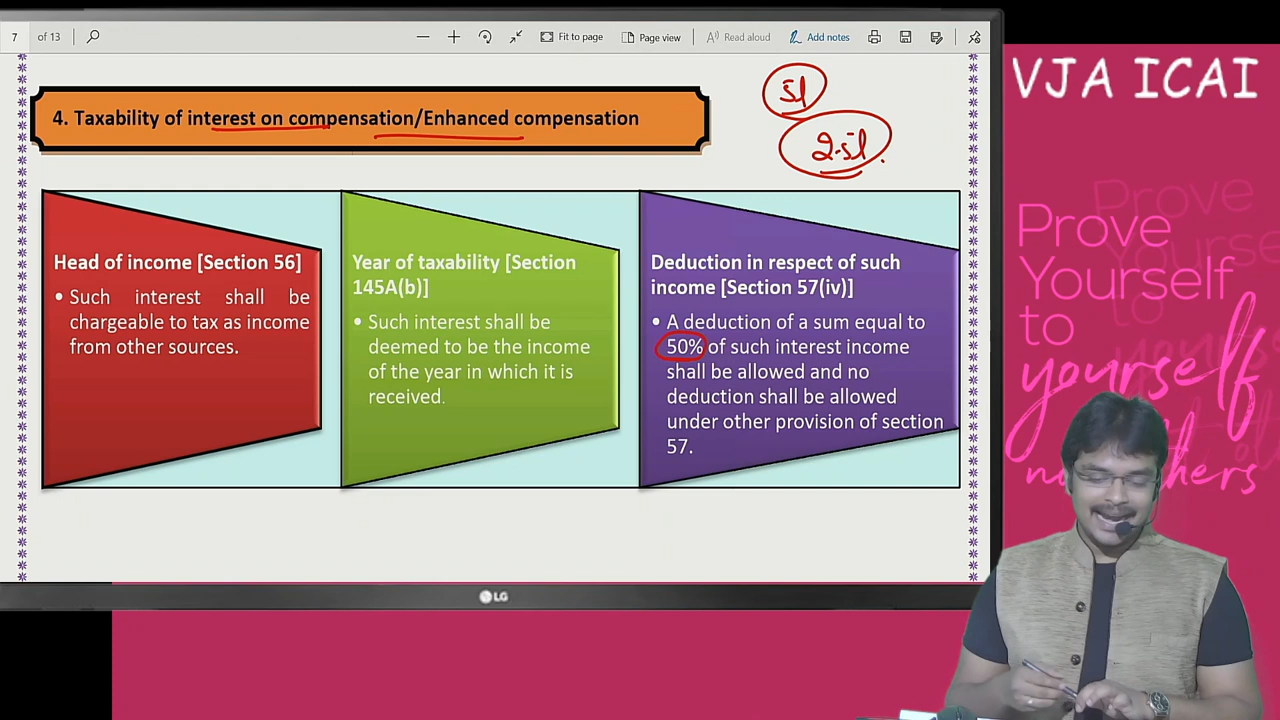 7 of 13
Fit to page
Page view
Read aloud
Add notes
VJA ICAI
4. Taxability of interest on compensation/Enhanced compensation
5l
2.5l
Head of income [Section 56]
• Such interest shall be
chargeable to tax as income
from other sources.
Year of taxability [Section
145A(b)]
• Such interest shall be
deemed to be the income
of the year in which it is
received.
Deduction in respect of such
income [Section 57(iv)]
• A deduction of a sum equal to
50% of such interest income
shall be allowed and no
deduction shall be allowed
under other provision of section
57.
Prove
Yourself
to
yourself
LG